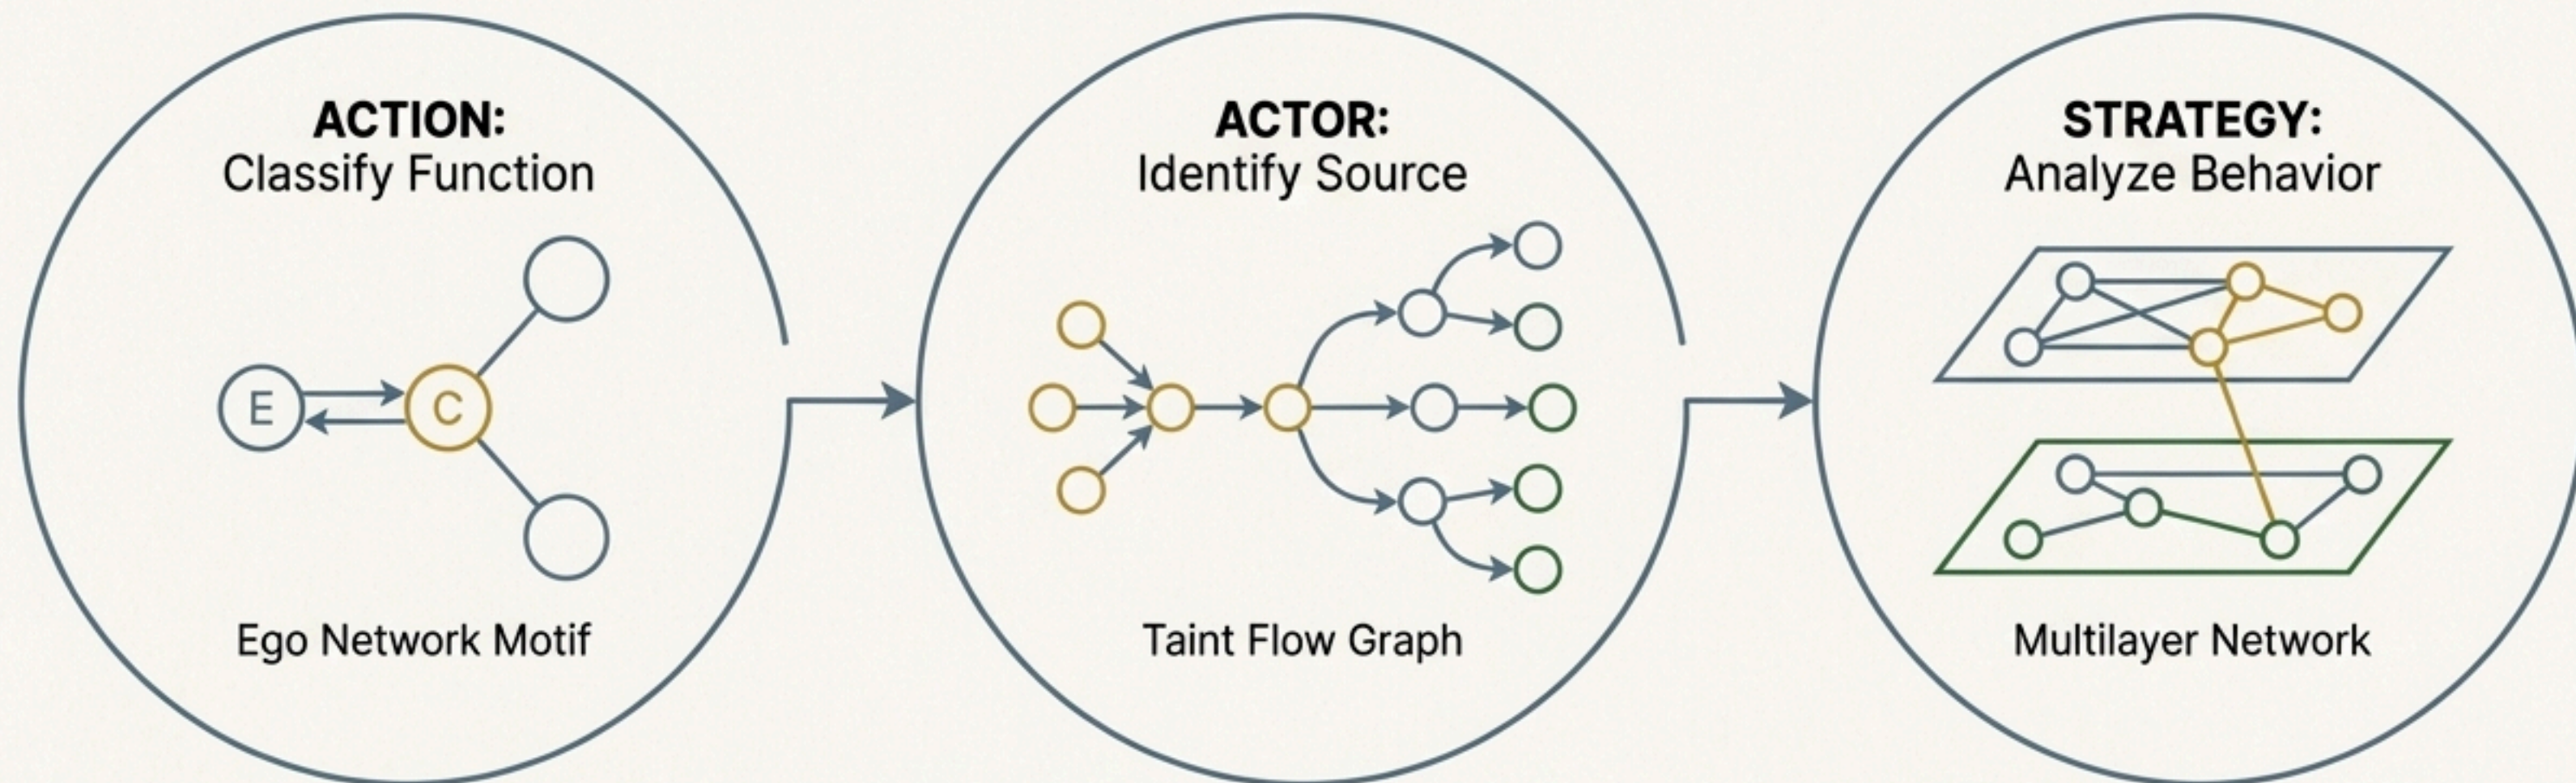 ACTION:
Classify Function
E
C
Ego Network Motif
ACTOR:
Identify Source
Taint Flow Graph
STRATEGY:
Analyze Behavior
Multilayer Network